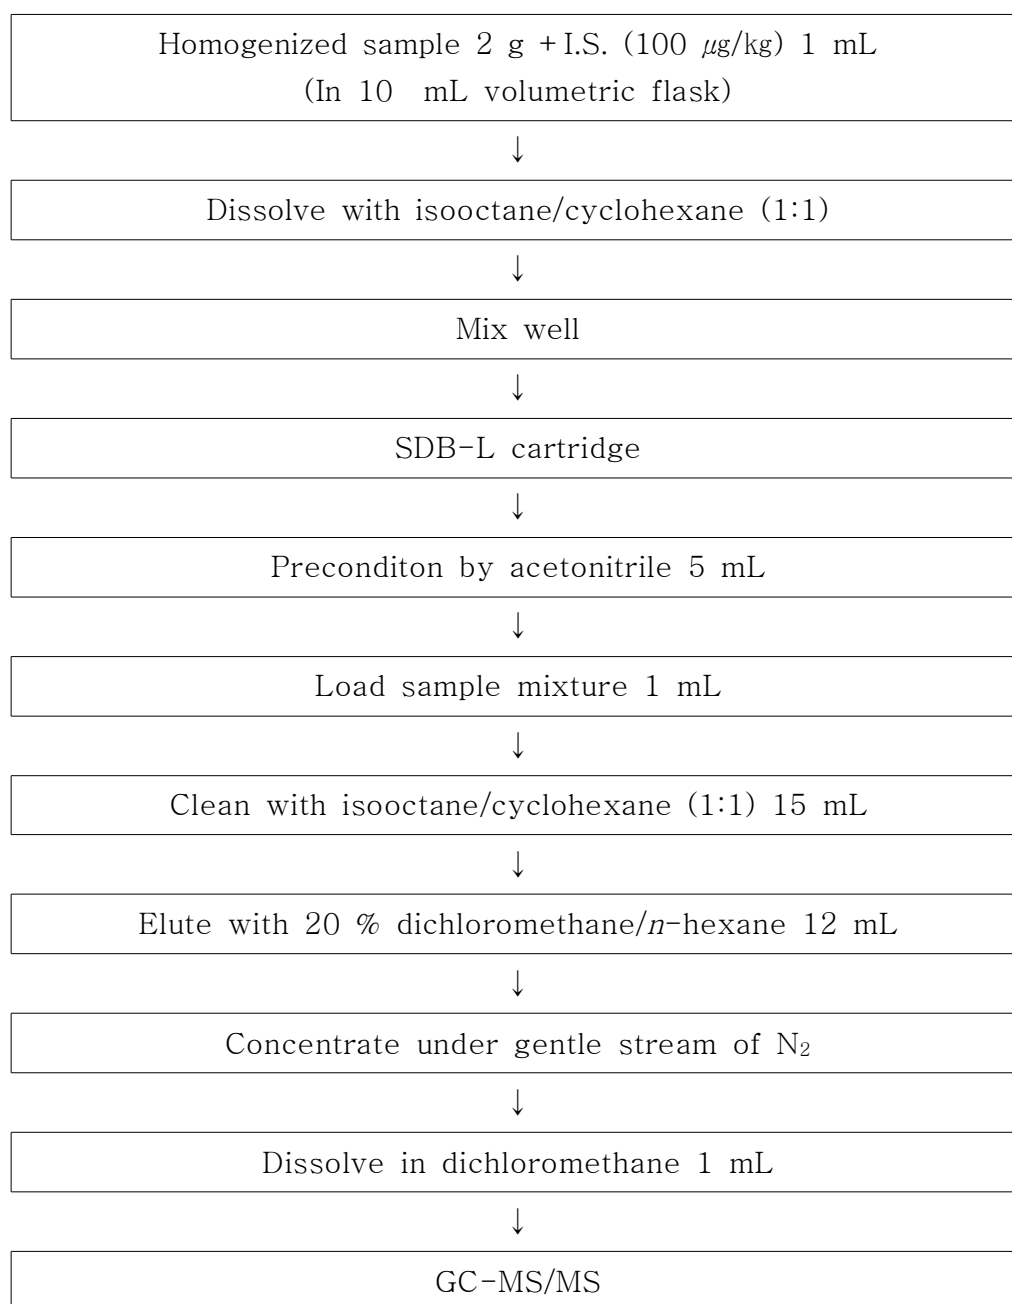 Homogenized sample 2 g +I.S. (100 ㎍/㎏) 1 mL
(In 10 mL volumetric flask)
↓
Dissolve with isooctane/cyclohexane (1:1)
↓
Mix well
↓
SDB-L cartridge
↓
Preconditon by acetonitrile 5 mL
↓
Load sample mixture 1 mL
↓
Clean with isooctane/cyclohexane (1:1) 15 mL
↓
Elute with 20 % dichloromethane/n-hexane 12 mL
↓
Concentrate under gentle stream of N₂
↓
Dissolve in dichloromethane 1 mL
↓
GC-MS/MS